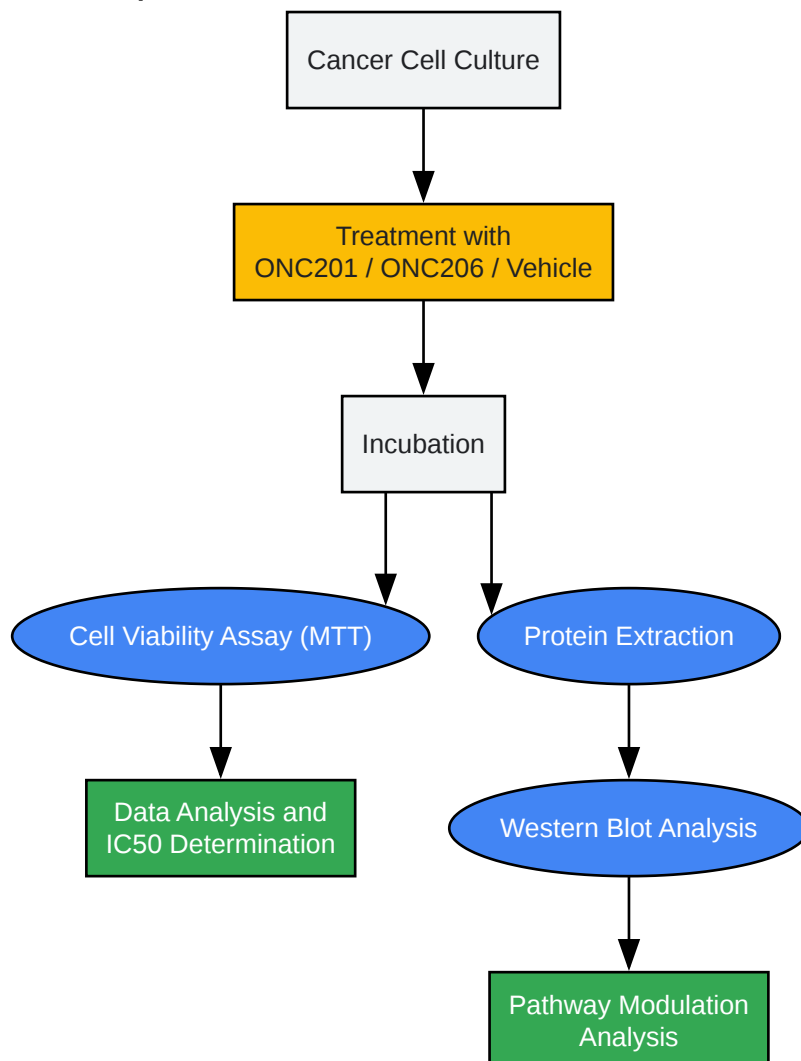 Cancer Cell Culture
Treatment with
ONC201 / ONC206 / Vehicle
Incubation
Cell Viability Assay (MTT)
Protein Extraction
Data Analysis and
IC50 Determination
Western Blot Analysis
Pathway Modulation
Analysis